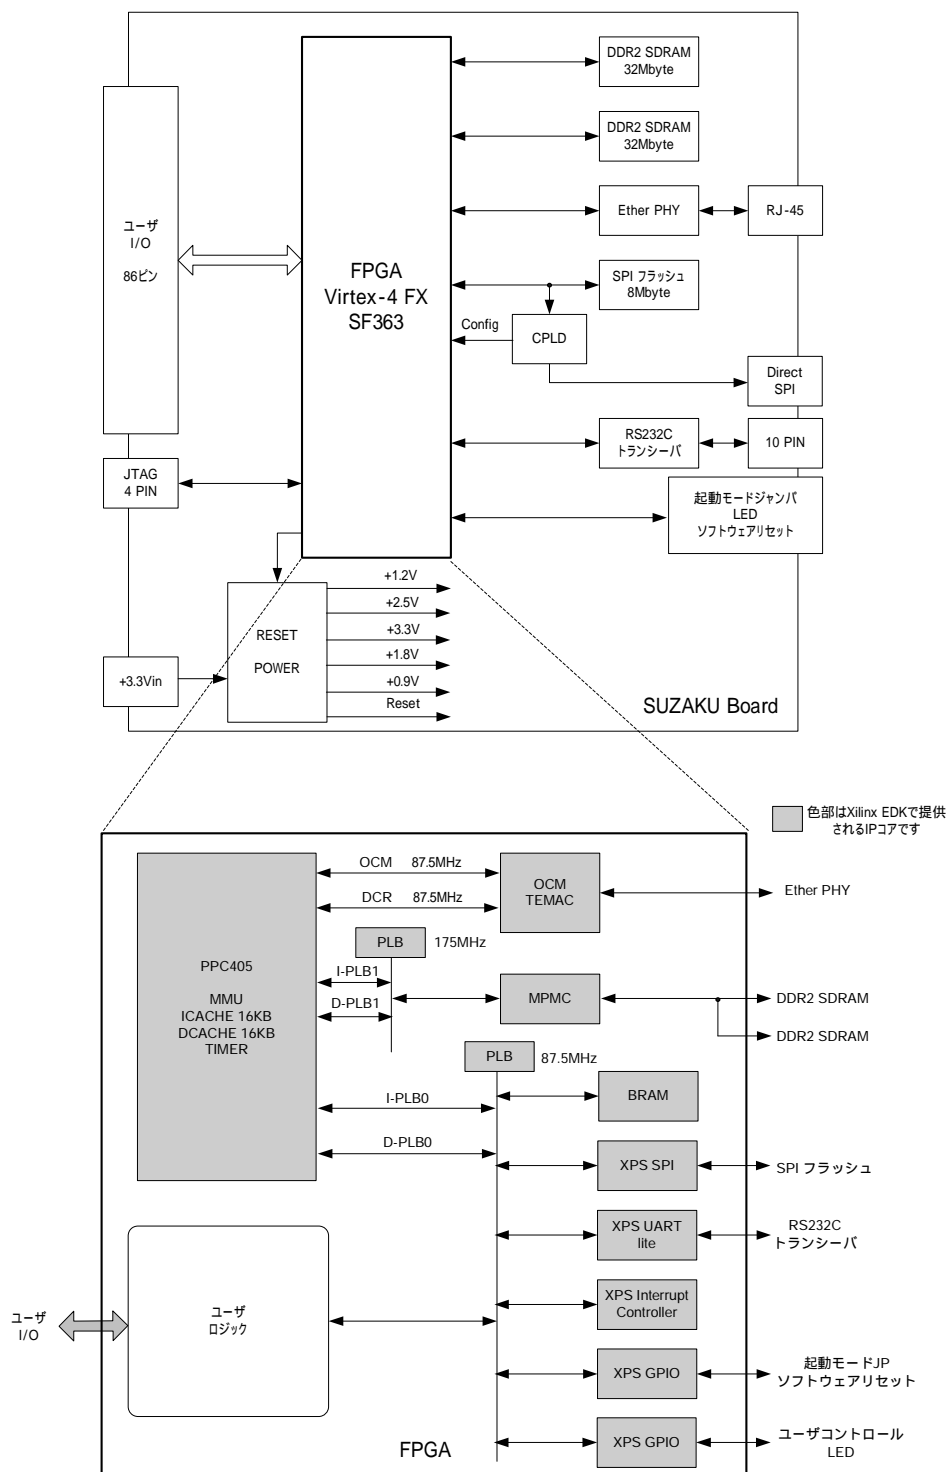 DDR2 SDRAM
32Mbyte
DDR2 SDRAM
32Mbyte
ユーザ
I/O
86ピン
Ether PHY
RJ-45
FPGA
Virtex-4 FX
SF363
SPI フラッシュ
8Mbyte
Config
CPLD
Direct
SPI
RS232C
トランシーバ
10 PIN
JTAG
4 PIN
起動モードジャンパ
LED
ソフトウェアリセット
RESET
POWER
+1.2V
+2.5V
+3.3V
+1.8V
+0.9V
Reset
+3.3Vin
SUZAKU Board
色部はXilinx EDKで提供
されるIPコアです
OCM 87.5MHz
DCR 87.5MHz
OCM
TEMAC
Ether PHY
PLB
175MHz
PPC405
MMU
ICACHE 16KB
DCACHE 16KB
TIMER
I-PLB1
D-PLB1
MPMC
DDR2 SDRAM
DDR2 SDRAM
PLB
87.5MHz
I-PLB0
D-PLB0
BRAM
XPS SPI
SPI フラッシュ
XPS UART
lite
RS232C
トランシーバ
XPS Interrupt
Controller
ユーザ
I/O
ユーザ
ロジック
XPS GPIO
起動モードJP
ソフトウェアリセット
XPS GPIO
ユーザコントロール
LED
FPGA